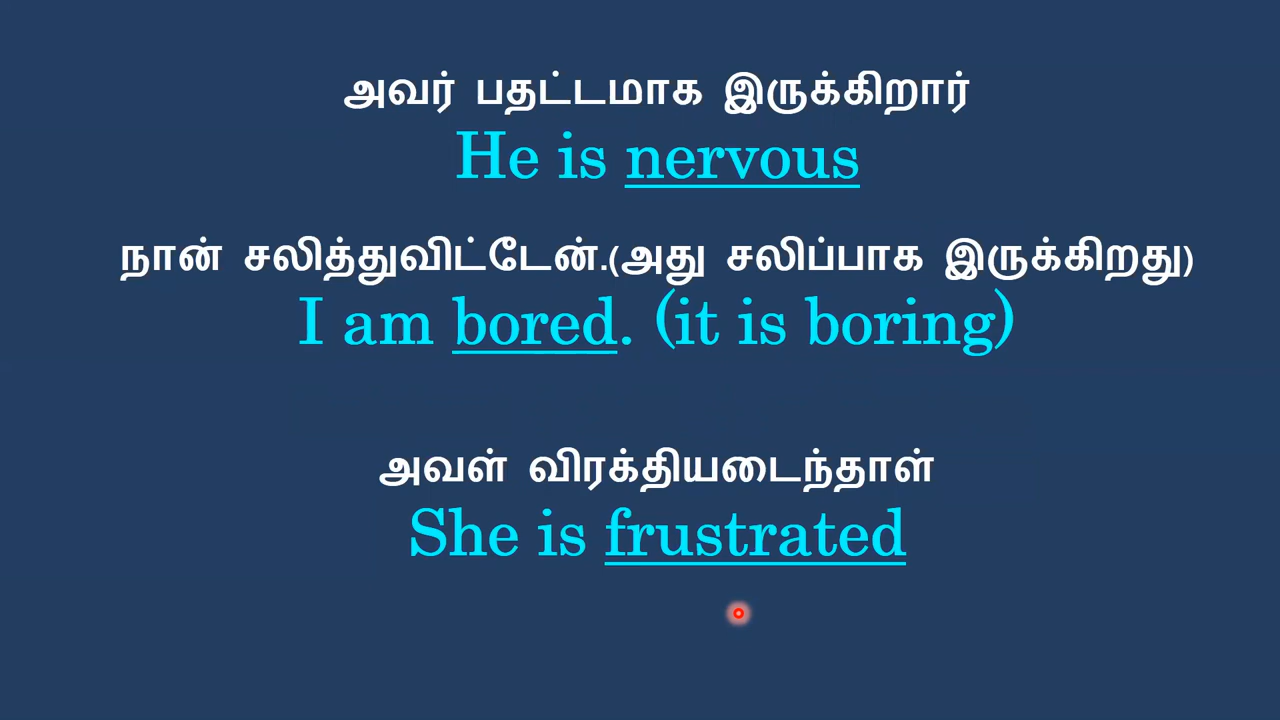 அவர் பதட்டமாக இருக்கிறார்
He is nervous
நான் சலித்துவிட்டேன்.(அது சலிப்பாக இருக்கிறது)
I am bored. (it is boring)
அவள் விரக்தியடைந்தாள்
She is frustrated